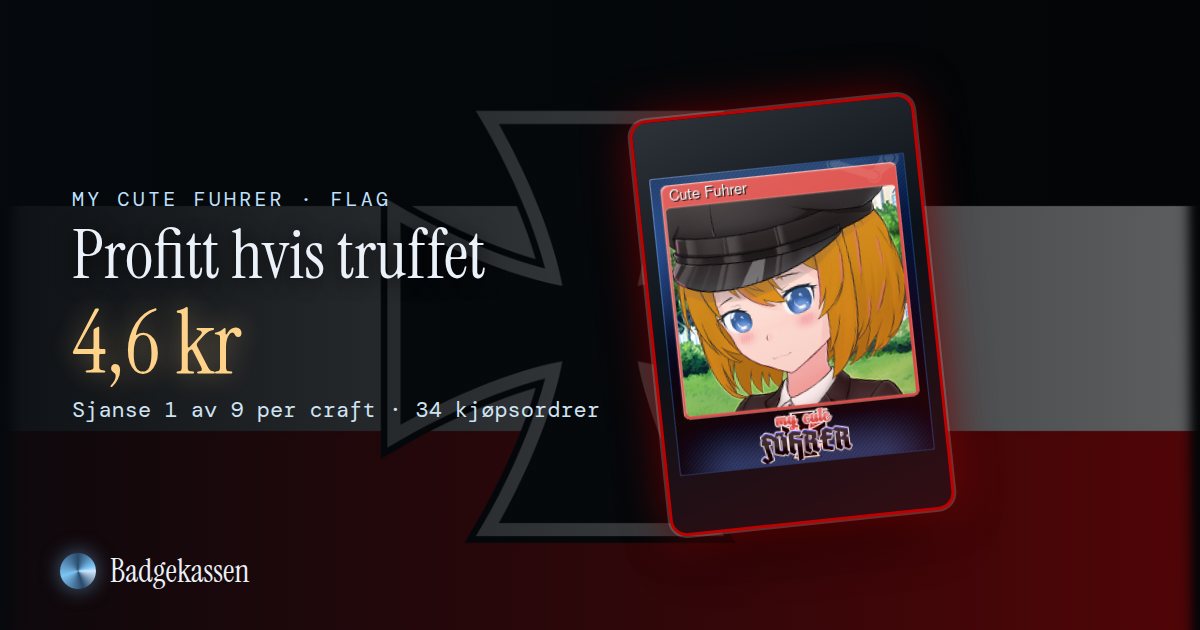 MY CUTE FUHRER · FLAG
Profitt hvis truffet
4,6 kr
Sjanse 1 av 9 per craft · 34 kjøpsordrer
Cute Fuhrer
my cute
FUHRER
Badgekassen